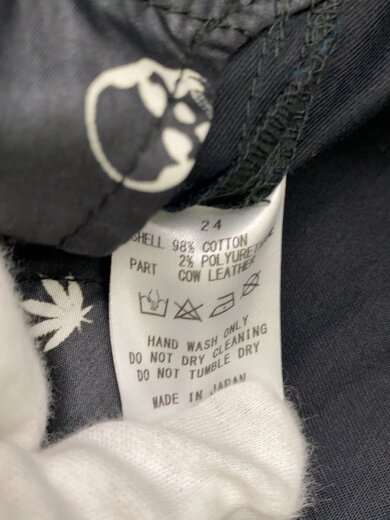 24
SHELL 98% COTTON
2% POLYURETHANE
PART COW LEATHER
HAND WASH ONLY
DO NOT DRY CLEANING
DO NOT TUMBLE DRY
MADE IN JAPAN